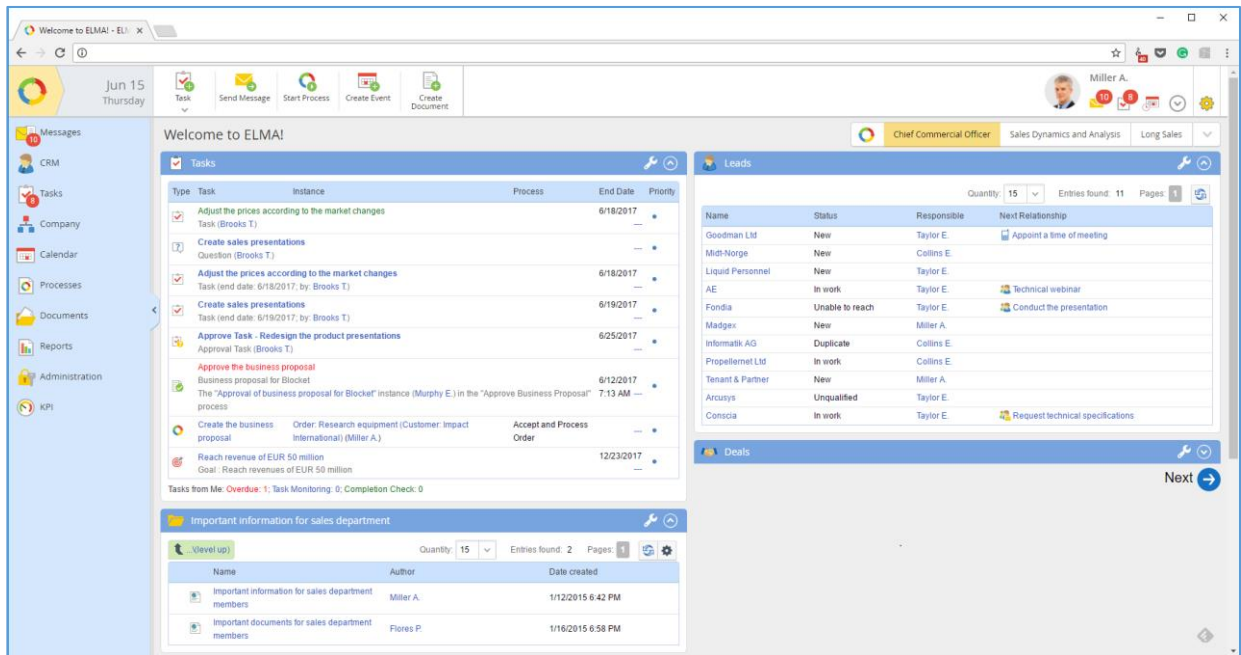 Welcome to ELMA! - EL
Jun 15
Thursday
Task
Send Message
Start Process
Create Event
Create Document
Miller A.
10
8
Messages
10
CRM
Tasks
8
Company
Calendar
Processes
Documents
Reports
Administration
KPI
Welcome to ELMA!
Chief Commercial Officer
Sales Dynamics and Analysis
Long Sales
Tasks
Type Task Instance Process End Date Priority
Adjust the prices according to the market changes 6/18/2017
Task (Brooks T.) —
Create sales presentations —
Question (Brooks T.)
Adjust the prices according to the market changes 6/18/2017
Task (end date: 6/18/2017; by: Brooks T.) —
Create sales presentations 6/19/2017
Task (end date: 6/19/2017; by: Brooks T.) —
Approve Task - Redesign the product presentations 6/25/2017
Approval Task (Brooks T.) —
Approve the business proposal
Business proposal for Blocket 6/12/2017
The "Approval of business proposal for Blocket" instance (Murphy E.) in the "Approve Business Proposal" 7:13 AM —
process
Create the business Order: Research equipment (Customer: Impact Accept and Process —
proposal International) (Miller A.) Order
Reach revenue of EUR 50 million 12/23/2017
Goal : Reach revenues of EUR 50 million —
Tasks from Me: Overdue: 1; Task Monitoring: 0; Completion Check: 0
Important information for sales department
...\(level up)
Quantity: 15 Entries found: 2 Pages: 1
Name Author Date created
Important information for sales department
members Miller A. 1/12/2015 6:42 PM
Important documents for sales department
members Flores P. 1/16/2015 6:58 PM
Leads
Quantity: 15 Entries found: 11 Pages: 1
Name Status Responsible Next Relationship
Goodman Ltd New Taylor E. Appoint a time of meeting
Midt-Norge New Collins E.
Liquid Personnel New Taylor E.
AE In work Taylor E. Technical webinar
Fondia Unable to reach Taylor E. Conduct the presentation
Madgex New Miller A.
Informatik AG Duplicate Collins E.
Propellernet Ltd In work Collins E.
Tenant & Partner New Miller A.
Arcusys Unqualified Taylor E.
Conscia In work Taylor E. Request technical specifications
Deals
Next